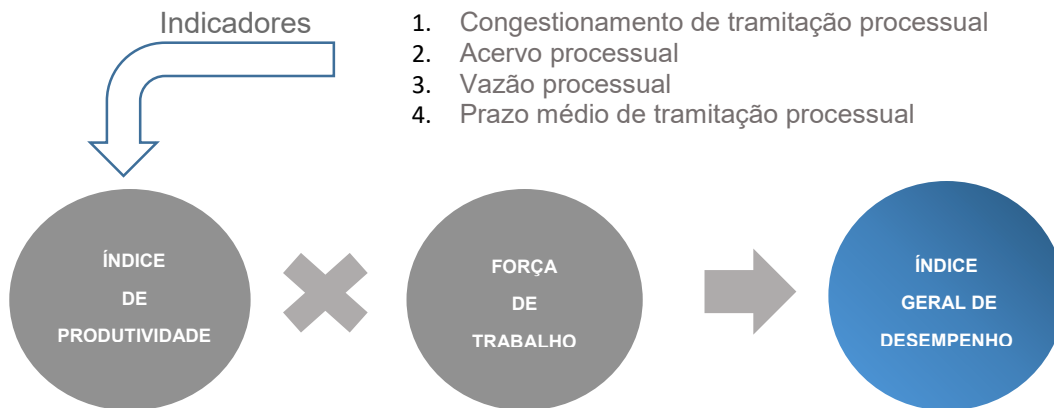 Indicadores
1. Congestionamento de tramitação processual
2. Acervo processual
3. Vazão processual
4. Prazo médio de tramitação processual
ÍNDICE
DE
PRODUTIVIDADE
FORÇA
DE
TRABALHO
ÍNDICE
GERAL DE
DESEMPENHO